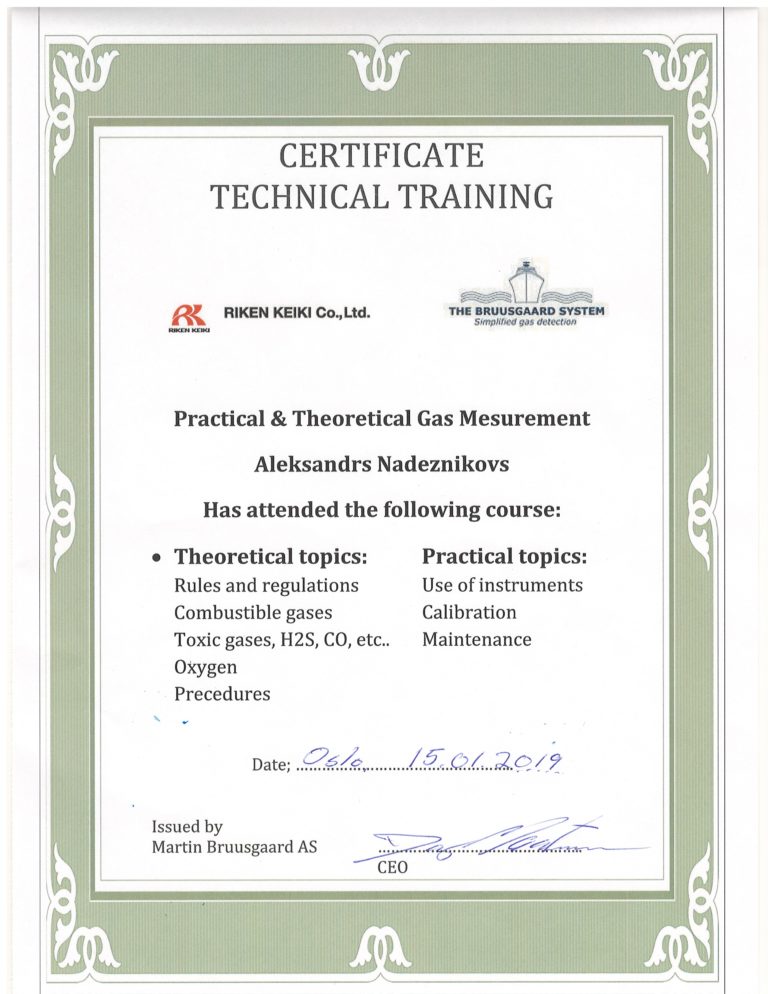 CERTIFICATE
TECHNICAL TRAINING
RIKEN KEIKI
RIKEN KEIKI Co.,Ltd.
THE BRUUSGAARD SYSTEM
Simplified gas detection
Practical & Theoretical Gas Mesurement
Aleksandrs Nadeznikovs
Has attended the following course:
• Theoretical topics:
Rules and regulations
Combustible gases
Toxic gases, H2S, CO, etc..
Oxygen
Precedures
Practical topics:
Use of instruments
Calibration
Maintenance
Date; Oslo, 15.01.2019
Issued by
Martin Bruusgaard AS
CEO